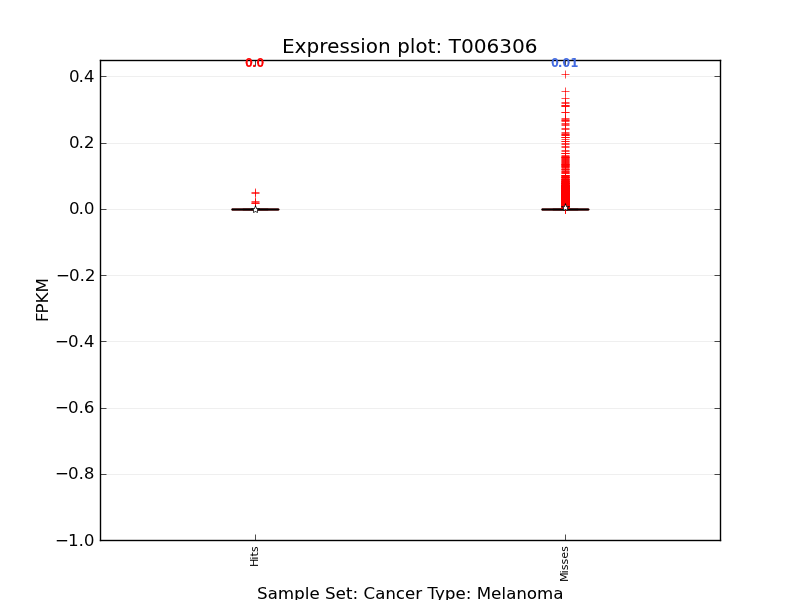 Expression plot: T006306
0.0
0.01
0.4
0.2
0.0
−0.2
−0.4
−0.6
−0.8
−1.0
FPKM
Hits
Misses
Sample Set: Cancer Type: Melanoma